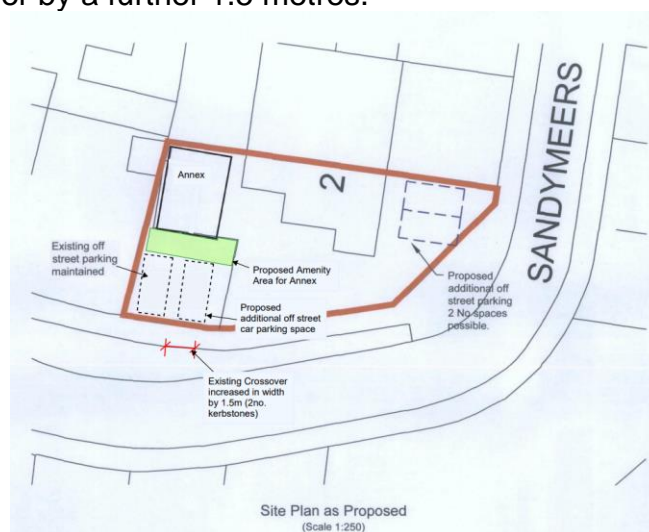 er by a further 1.5 metres.
SANDYMEERS
Annex
2
Existing off
street parking
maintained
Proposed Amenity
Area for Annex
Proposed
additional off street
car parking space
Proposed
additional off
street parking
2 No spaces
possible.
Existing Crossover
increased in width
by 1.5m (2no.
kerbstones)
Site Plan as Proposed
(Scale 1:250)